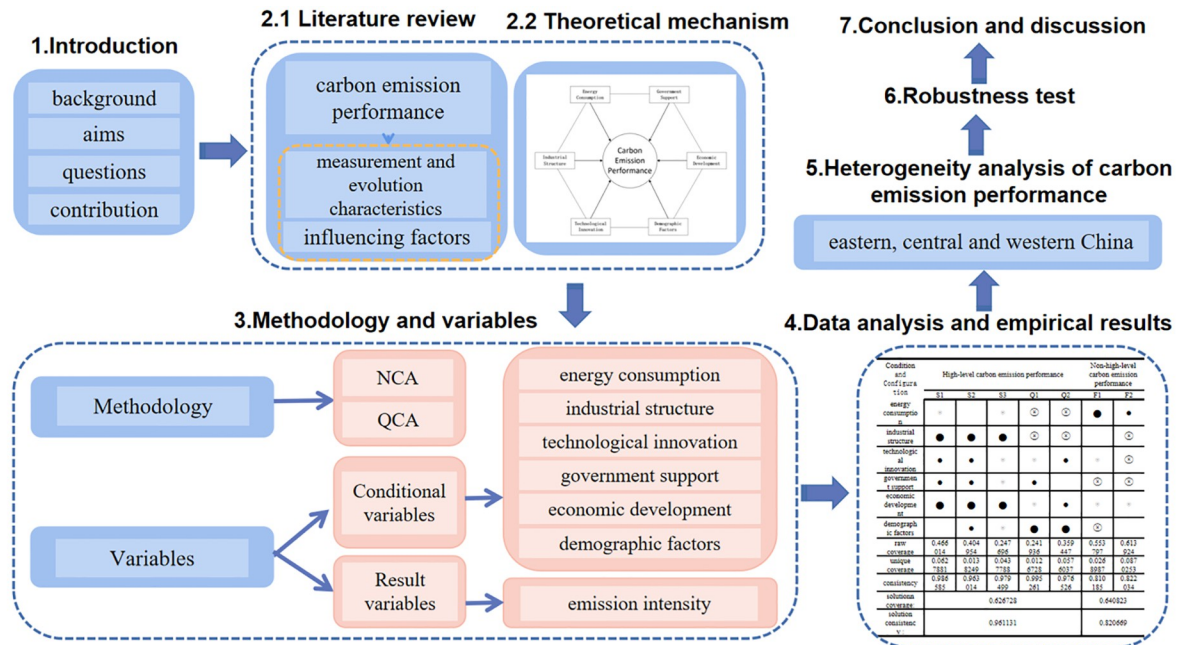 1.Introduction
background
aims
questions
contribution
2.1 Literature review
carbon emission
performance
measurement and
evolution
characteristics
influencing factors
2.2 Theoretical mechanism
Energy
Consumption
Government
Support
Industrial
Structure
Carbon
Emission
Performance
Economic
Development
Technological
Innovation
Demographic
Factors
3.Methodology and variables
Methodology
NCA
QCA
Variables
Conditional
variables
Result
variables
energy consumption
industrial structure
technological innovation
government support
economic development
demographic factors
emission intensity
4.Data analysis and empirical results
Condition
and
Configura
tion
High-level carbon emission performance
Non-high-level
carbon emission
performance
S1 S2 S3 Q1 Q2 F1 F2
energy
consumptio
n
industrial
structure
technologic
al
innovation
governmen
t support
economic
developme
nt
demograph
ic factors
raw
coverage
0.466 0.404 0.247 0.241 0.359 0.553 0.613
014 954 696 936 447 797 924
unique
coverage
0.062 0.013 0.043 0.012 0.057 0.026 0.087
7881 8249 7788 6728 6037 8987 0253
consistency
0.986 0.963 0.979 0.995 0.976 0.810 0.822
585 014 499 261 526 185 034
solutionn
coverage:
0.626728 0.640823
solution
consistenc
y:
0.961131 0.820669
5.Heterogeneity analysis of carbon
emission performance
eastern, central and western China
6.Robustness test
7.Conclusion and discussion